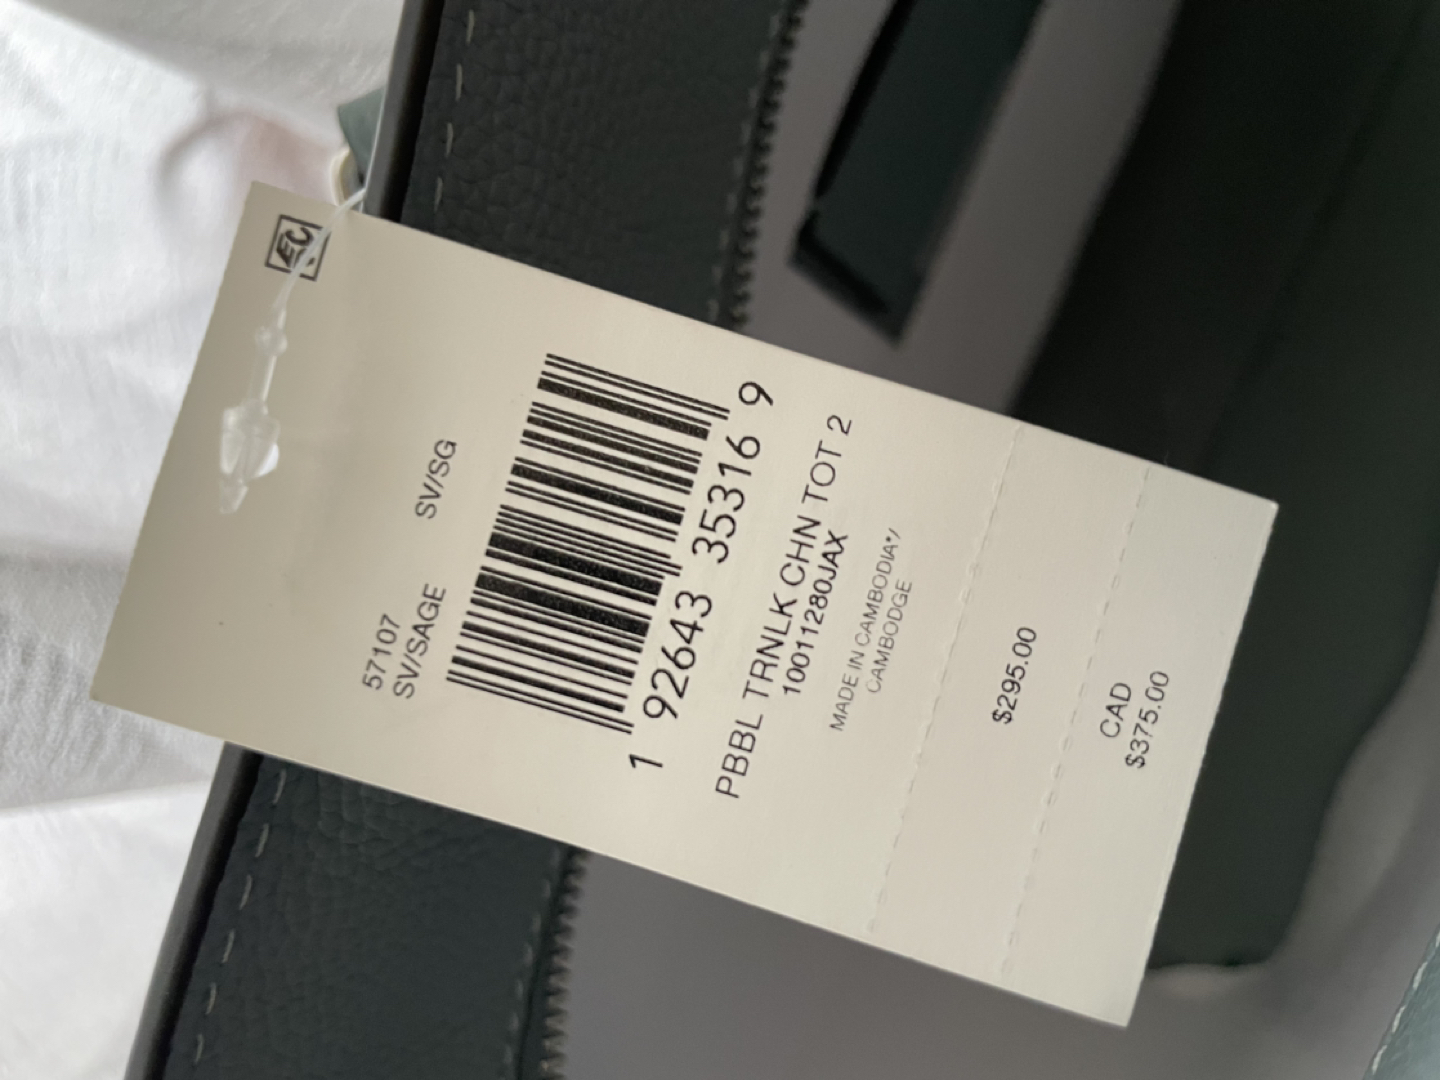 57107
SV/SAGE SV/SG
1 92643 35316 9
PBBL TRNLK CHN TOT 2
10011280JAX
MADE IN CAMBODIA*/
CAMBODGE
$295.00
CAD
$375.00